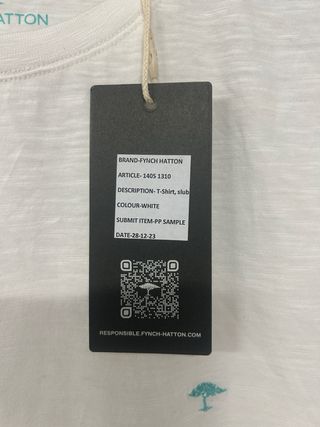 ATTON
BRAND-FYNCH HATTON
ARTICLE- 1405 1310
DESCRIPTION- T-Shirt, slub
COLOUR-WHITE
SUBMIT ITEM-PP SAMPLE
DATE-28-12-23
RESPONSIBLE.FYNCH-HATTON.COM